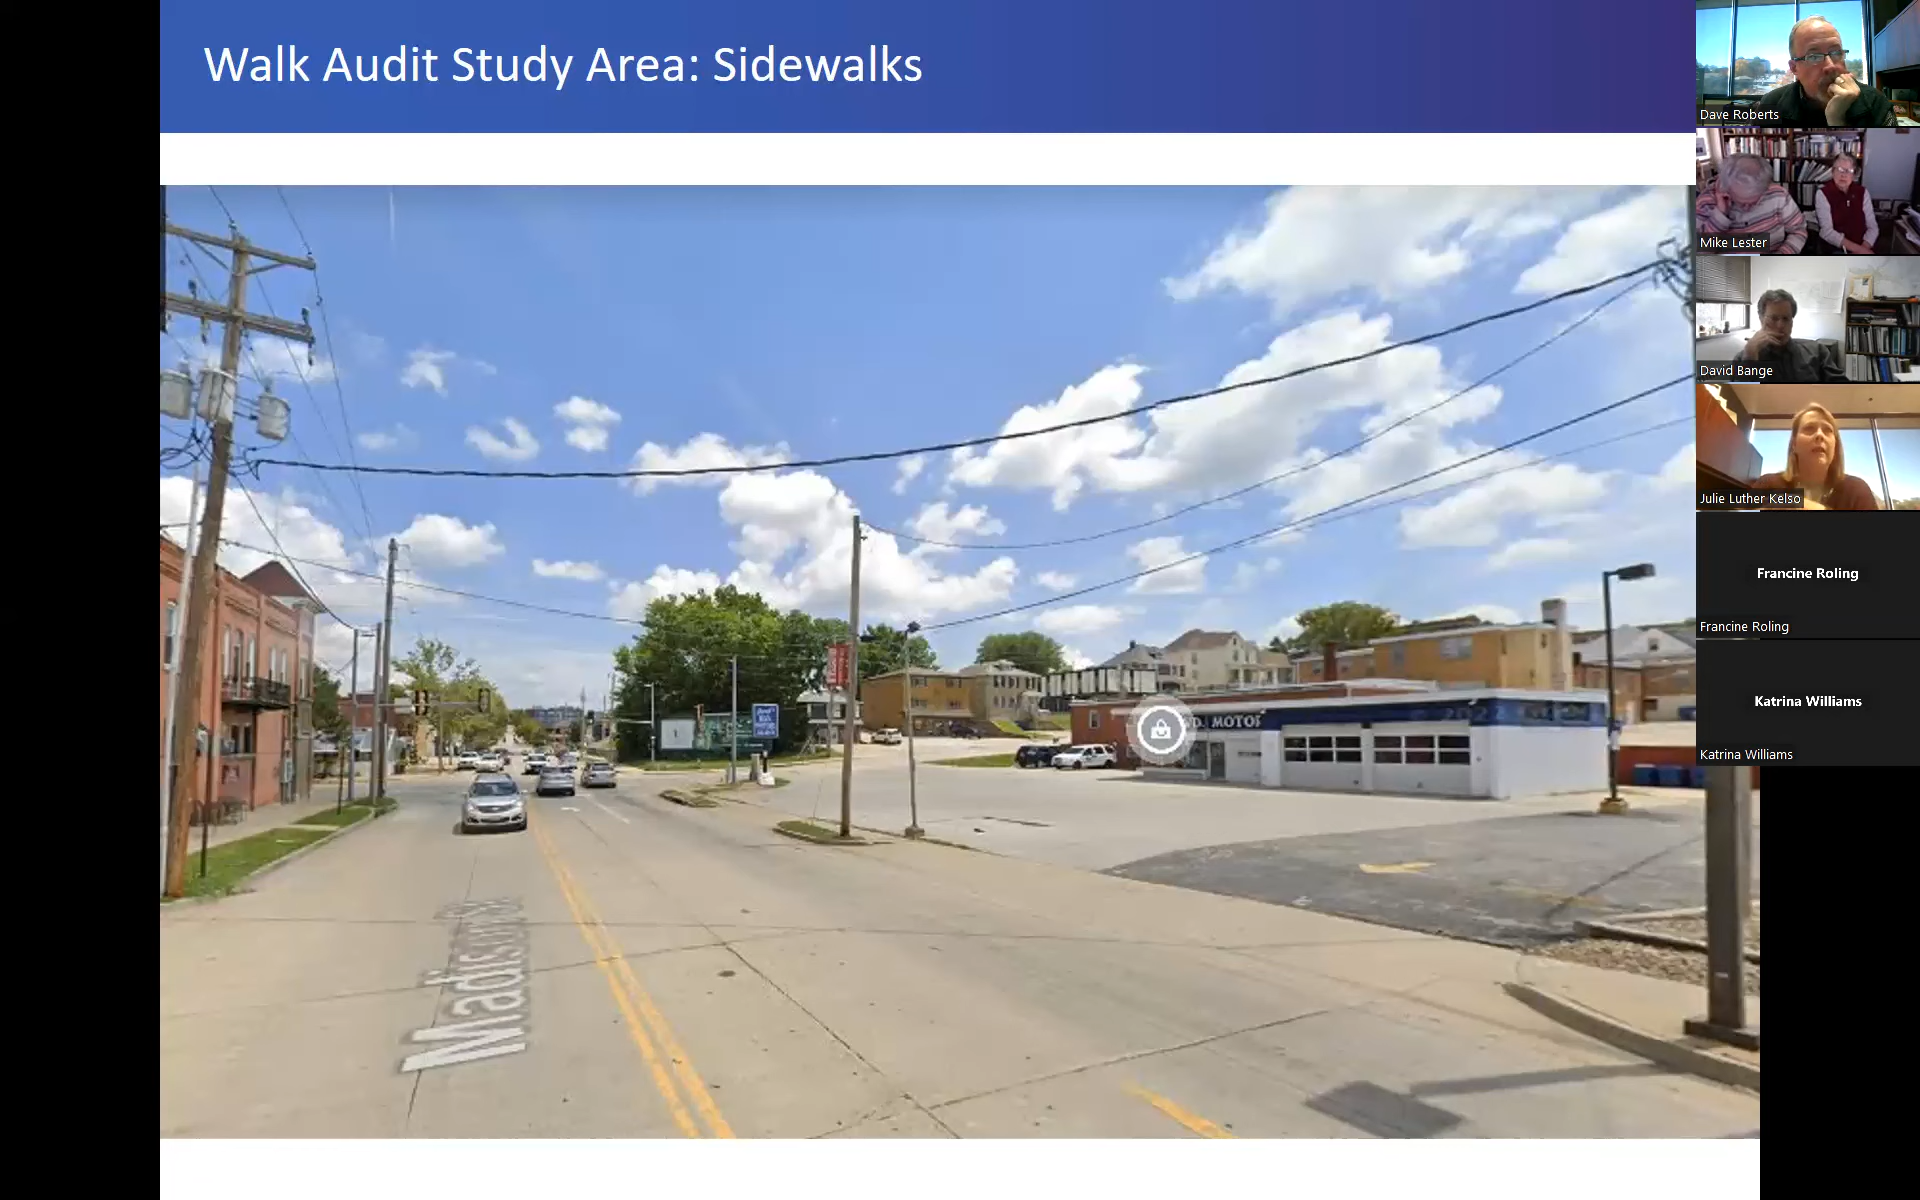 Walk Audit Study Area: Sidewalks
Dave Roberts
Mike Lester
David Bange
Julie Luther Kelso
Francine Roling
Francine Roling
Katrina Williams
Katrina Williams
MOTOR
Madison St